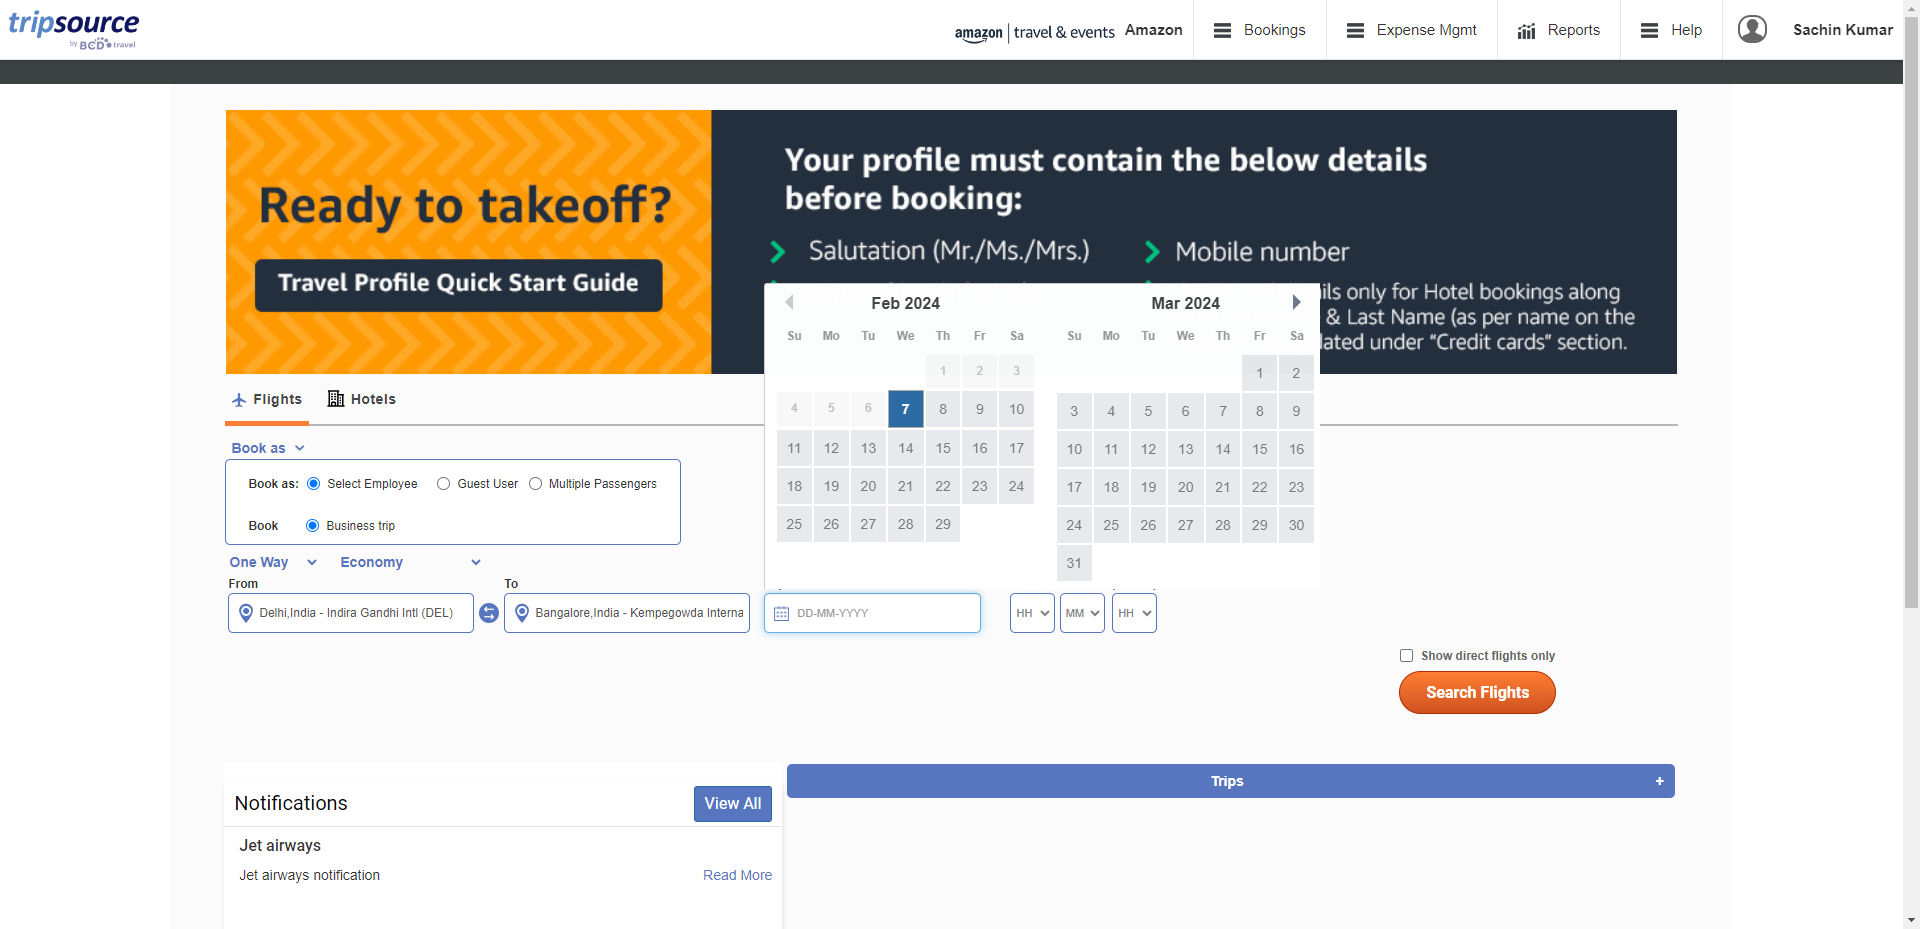 tripsource
by BCD travel
amazon | travel & events Amazon
Bookings
Expense Mgmt
Reports
Help
Sachin Kumar
Ready to takeoff?
Travel Profile Quick Start Guide
Your profile must contain the below details
before booking:
Salutation (Mr./Ms./Mrs.)
Mobile number
ils only for Hotel bookings along
& Last Name (as per name on the
lated under “Credit cards” section.
Feb 2024
Su Mo Tu We Th Fr Sa
1 2 3
4 5 6 7 8 9 10
11 12 13 14 15 16 17
18 19 20 21 22 23 24
25 26 27 28 29
Mar 2024
Su Mo Tu We Th Fr Sa
1 2
3 4 5 6 7 8 9
10 11 12 13 14 15 16
17 18 19 20 21 22 23
24 25 26 27 28 29 30
31
Flights
Hotels
Book as
Book as: Select Employee Guest User Multiple Passengers
Book Business trip
One Way Economy
From
To
Delhi,India - Indira Gandhi Intl (DEL)
Bangalore,India - Kempegowda Interna
DD-MM-YYYY
HH MM HH
Show direct flights only
Search Flights
Notifications
View All
Jet airways
Jet airways notification
Read More
Trips +